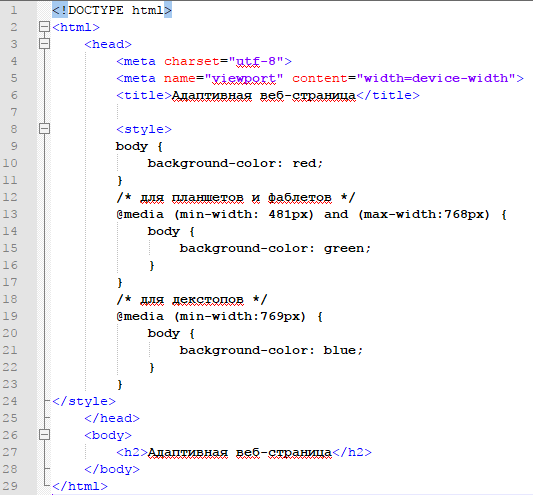 1 <!DOCTYPE html>
2 <html>
3 <head>
4 <meta charset="utf-8">
5 <meta name="viewport" content="width=device-width">
6 <title>Адаптивная веб-страница</title>
7
8 <style>
9 body {
10 background-color: red;
11 }
12 /* для планшетов и фаблетов */
13 @media (min-width: 481px) and (max-width:768px) {
14 body {
15 background-color: green;
16 }
17 }
18 /* для декстопов */
19 @media (min-width:769px) {
20 body {
21 background-color: blue;
22 }
23 }
24 </style>
25 </head>
26 <body>
27 <h2>Адаптивная веб-страница</h2>
28 </body>
29 </html>